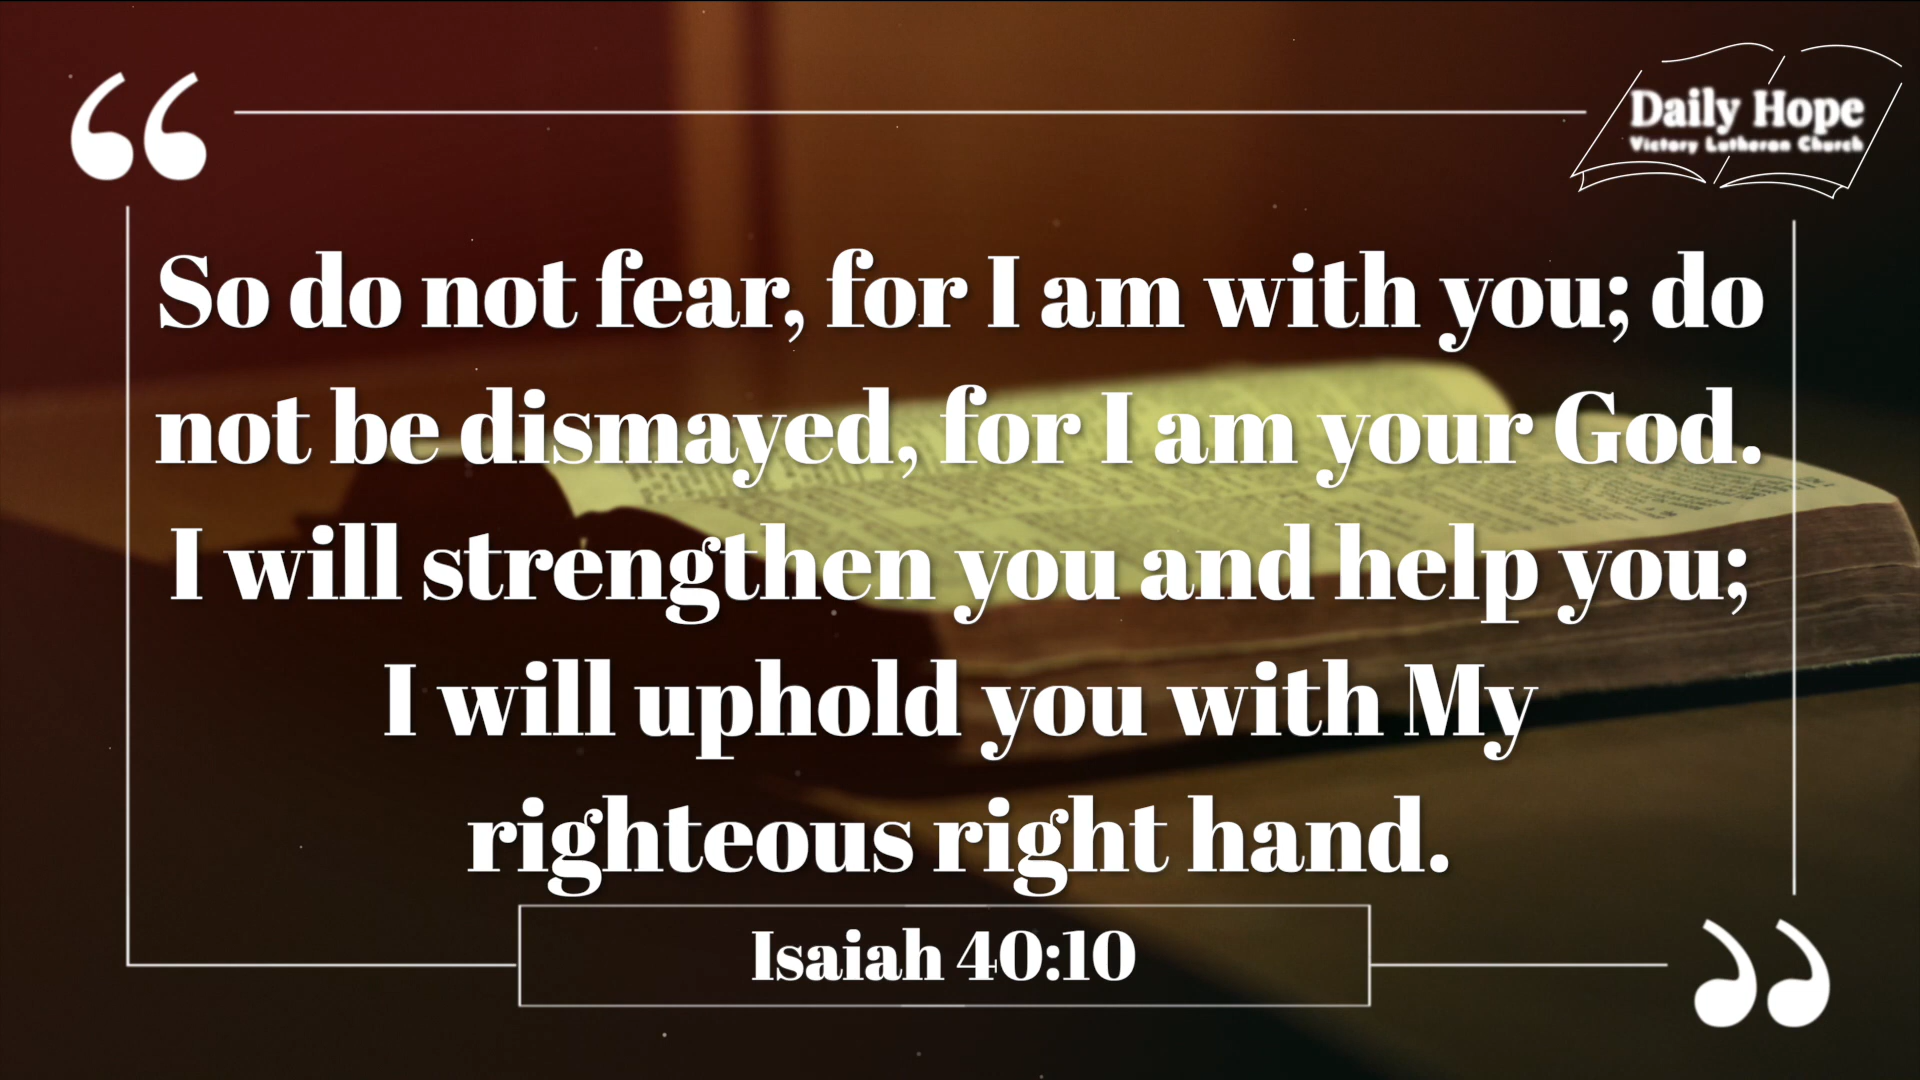 Daily Hope
Victory Lutheran Church
So do not fear, for I am with you; do
not be dismayed, for I am your God.
I will strengthen you and help you;
I will uphold you with My
righteous right hand.
Isaiah 40:10